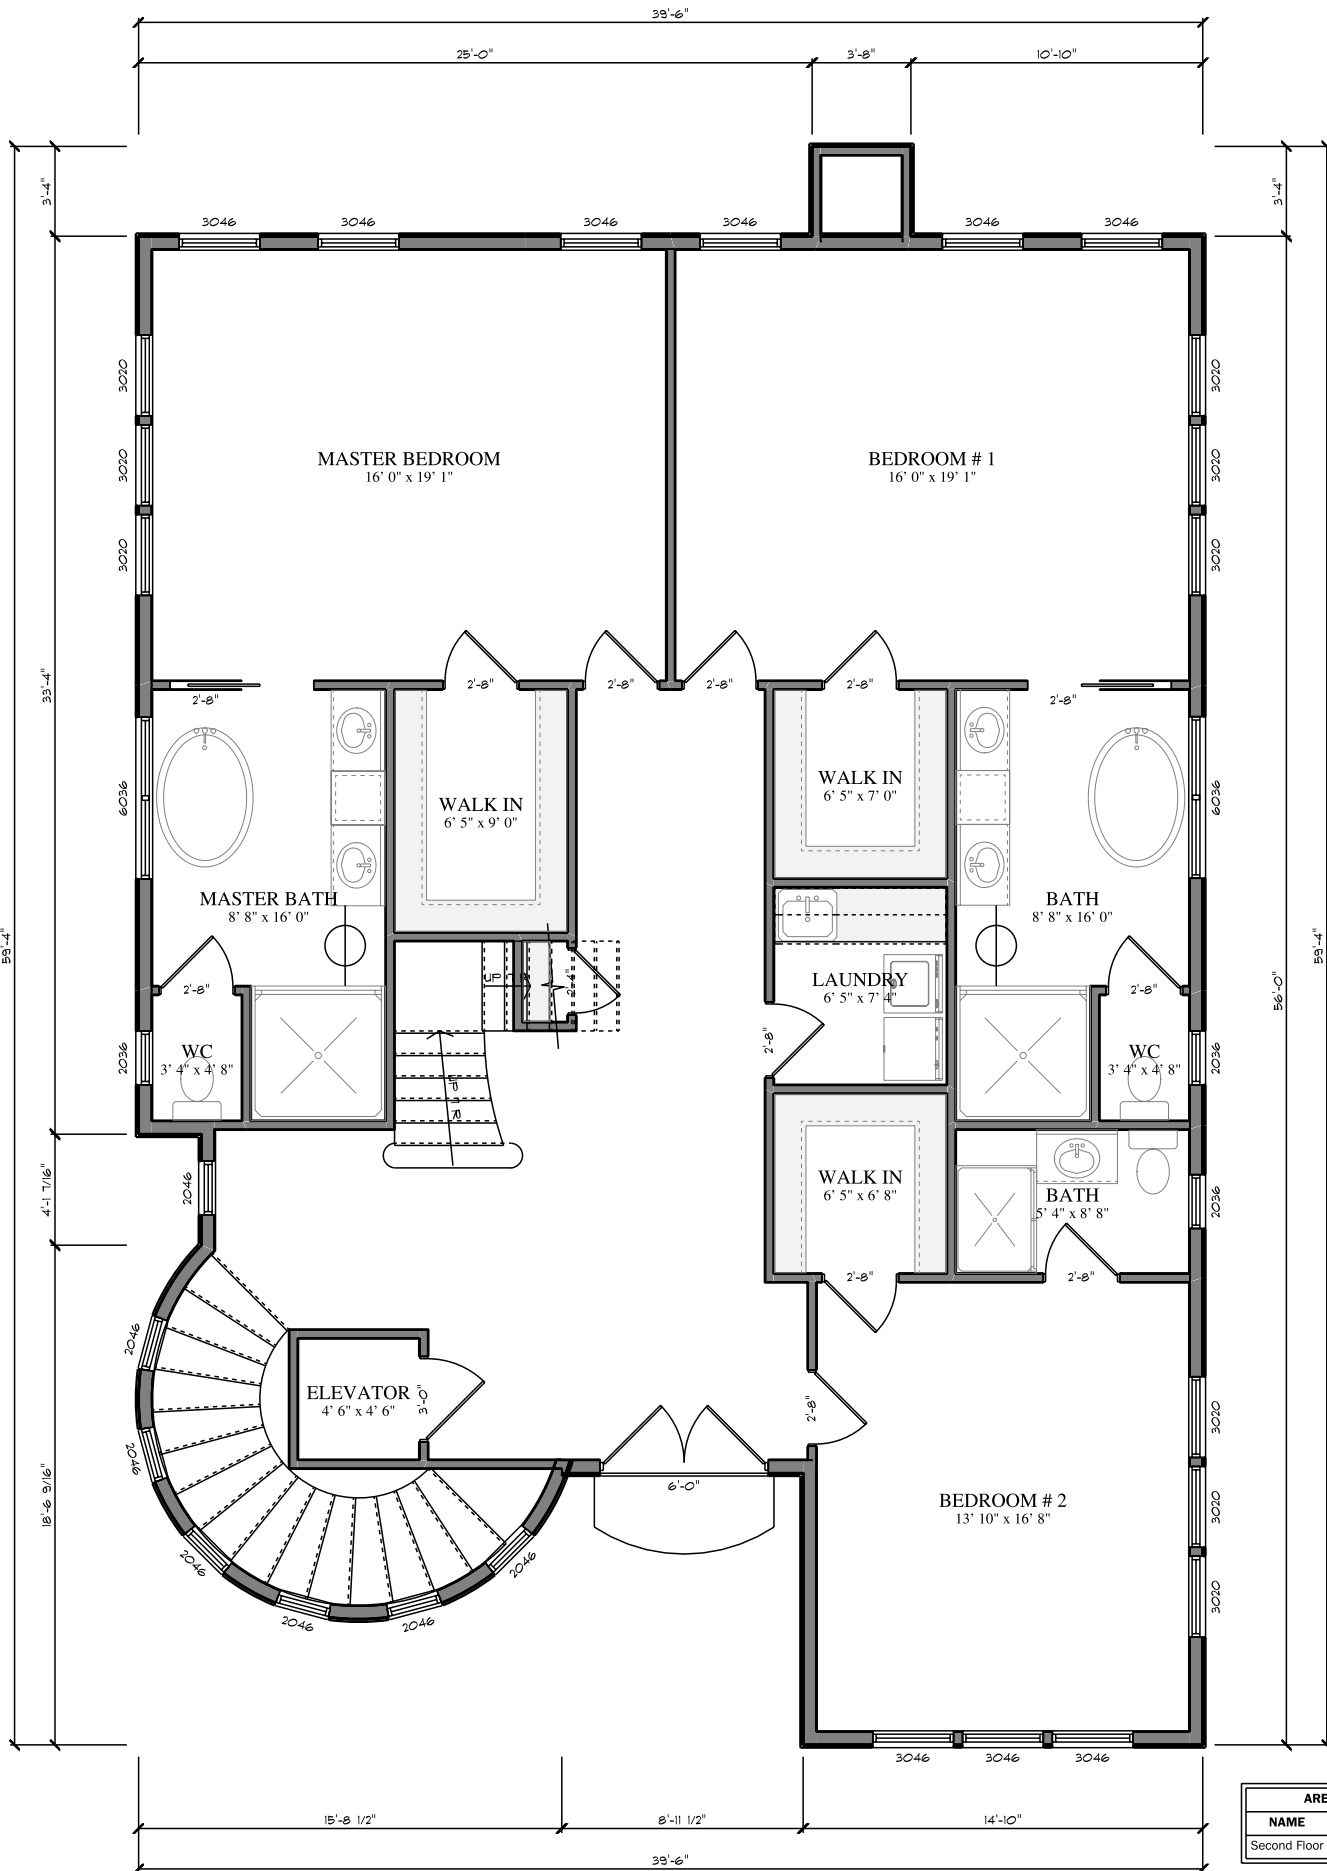 39'-6"
25'-0"
3'-8"
10'-10"
3'-4"
3'-4"
3046
3046
3046
3046
3046
3046
3020
3020
3020
3020
3020
3020
MASTER BEDROOM
16' 0" x 19' 1"
BEDROOM # 1
16' 0" x 19' 1"
59'-4"
33'-4"
56'-0"
59'-4"
2'-8"
2'-8"
2'-8"
2'-8"
2'-8"
2'-8"
6036
6036
WALK IN
6' 5" x 9' 0"
WALK IN
6' 5" x 7' 0"
MASTER BATH
8' 8" x 16' 0"
BATH
8' 8" x 16' 0"
2'-8"
2'-8"
LAUNDRY
6' 5" x 7' 4"
2'-8"
2036
WC
3' 4" x 4' 8"
WC
3' 4" x 4' 8"
2036
UP 7 R
4'-1 7/16"
2046
WALK IN
6' 5" x 6' 8"
BATH
5' 4" x 8' 8"
2036
2'-8"
2'-8"
2046
2046
ELEVATOR
4' 6" x 4' 6"
3'-0"
2'-8"
6'-0"
18'-6 9/16"
BEDROOM # 2
13' 10" x 16' 8"
3020
3020
3020
2046
2046
2046
2046
3046
3046
3046
15'-8 1/2"
8'-11 1/2"
14'-10"
39'-6"
ARE
NAME
Second Floor